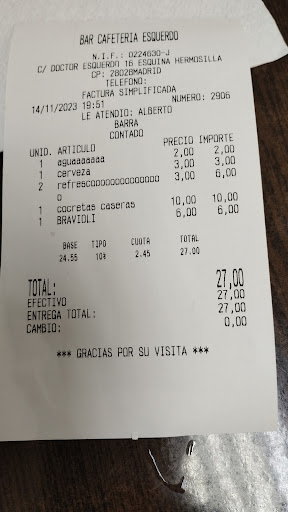 BAR CAFETERIA ESQUERDO
N.I.F.: 0224630-J
C/ DOCTOR ESQUERDO 16 ESQUINA HERMOSILLA
CP: 28028MADRID
TELEFONO:
FACTURA SIMPLIFICADA
14/11/2023 19:51 NUMERO: 2906
LE ATENDIO: ALBERTO
BARRA
CONTADO
UNID. ARTICULO PRECIO IMPORTE
1 aguaaaaaaa 2,00 2,00
1 cerveza 3,00 3,00
2 refrescoooooooooooooooo 3,00 6,00
o
1 cocretas caseras 10,00 10,00
1 BRAVIOLI 6,00 6,00
BASE TIPO CUOTA TOTAL
24.55 10% 2.45 27.00
TOTAL: 27,00
EFECTIVO 27,00
ENTREGA TOTAL: 27,00
CAMBIO: 0,00
*** GRACIAS POR SU VISITA ***